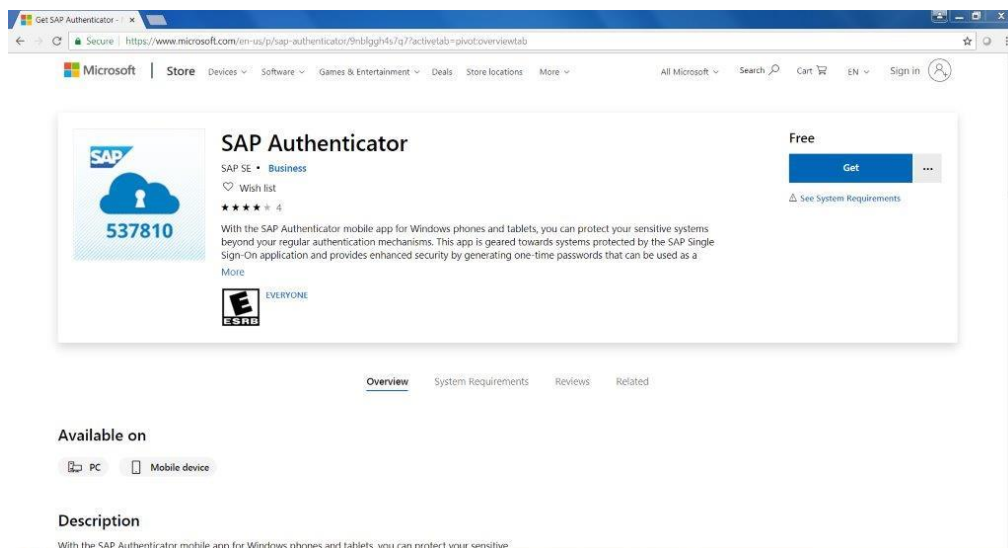 Get SAP Authenticator -
Secure https://www.microsoft.com/en-us/p/sap-authenticator/9nblggh4s7q7?activetab=pivot:overviewtab
Microsoft Store Devices Software Games & Entertainment Deals Store locations More All Microsoft Search Cart EN Sign in
SAP Authenticator
SAP SE • Business
Wish list
4
With the SAP Authenticator mobile app for Windows phones and tablets, you can protect your sensitive systems
beyond your regular authentication mechanisms. This app is geared towards systems protected by the SAP Single
Sign-On application and provides enhanced security by generating one-time passwords that can be used as a
More
E
ESRB
EVERYONE
SAP
537810
Free
Get
...
See System Requirements
Overview System Requirements Reviews Related
Available on
PC Mobile device
Description
With the SAP Authenticator mobile app for Windows phones and tablets, you can protect your sensitive